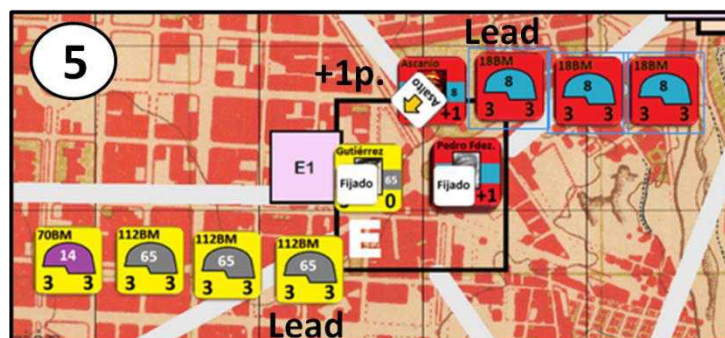 5
Lead
+1p.
Ascanio
Asalto
8
+1
18BM
8
3 3
18BM
8
3 3
18BM
8
3 3
E1
Gutiérrez
65
Fijado
0
Pedro Fdez.
Fijado
+1
E
70BM
14
3 3
112BM
65
3 3
112BM
65
3 3
112BM
65
3 3
Lead